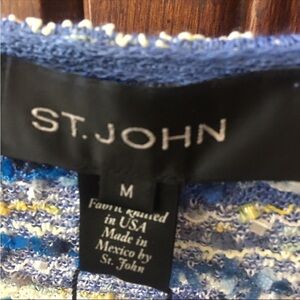 ST. JOHN
M
Fabric knitted
in USA
Made in
Mexico by
St. John